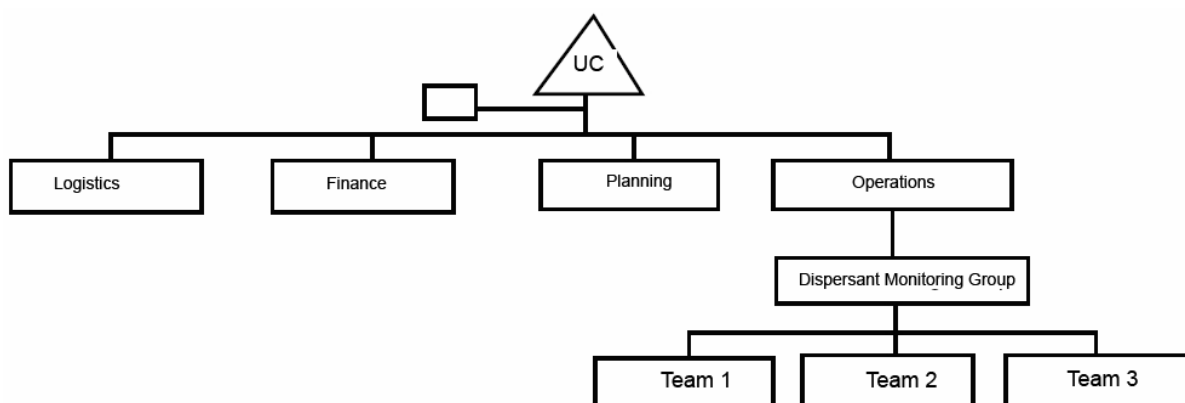 UC
Logistics
Finance
Planning
Operations
Dispersant Monitoring Group
Team 1
Team 2
Team 3